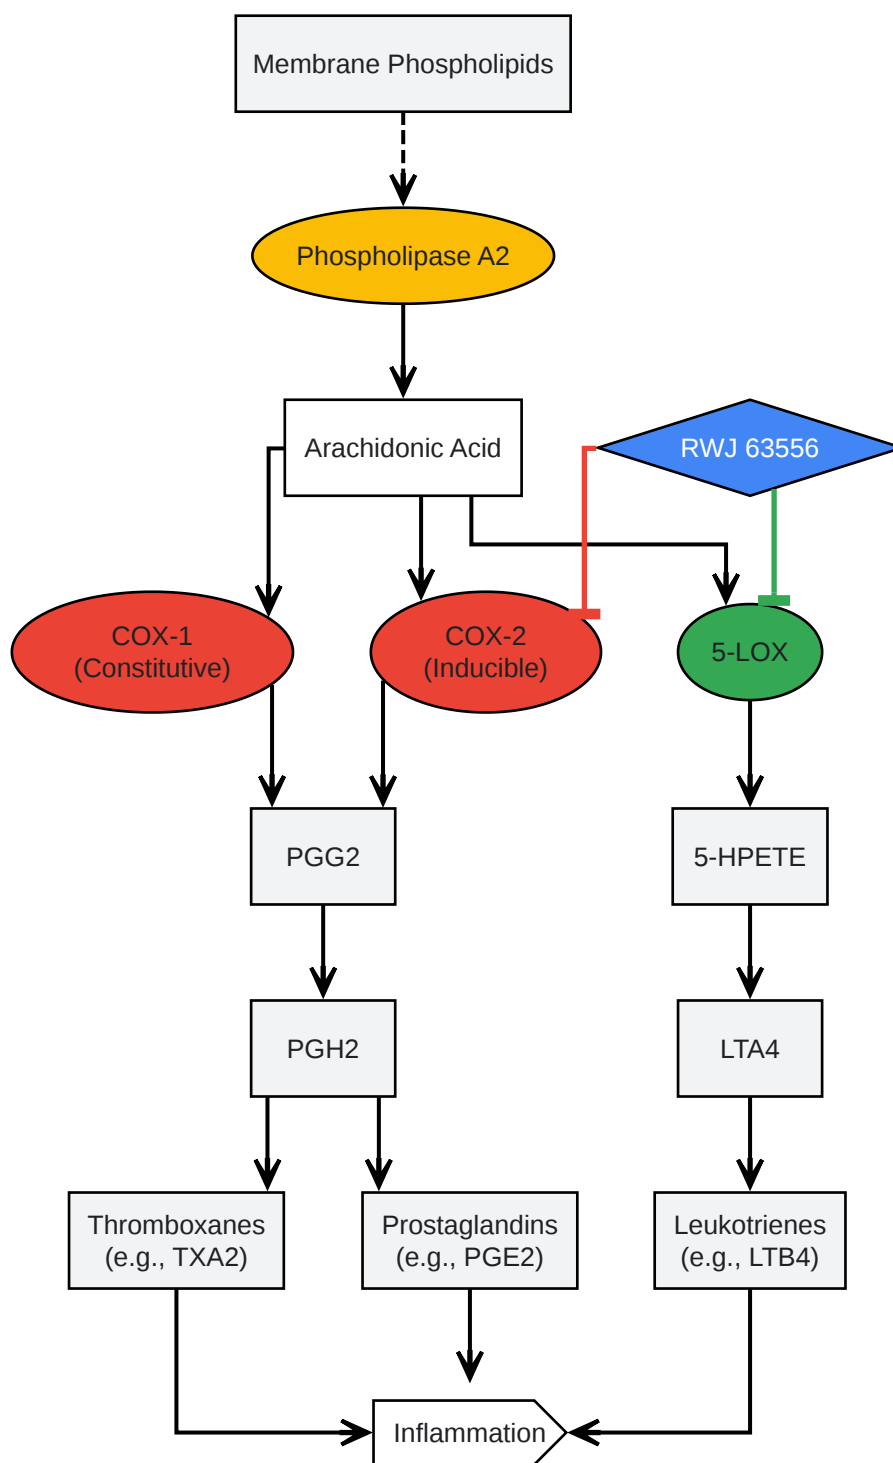 Membrane Phospholipids
Phospholipase A2
Arachidonic Acid
RWJ 63556
COX-1
(Constitutive)
COX-2
(Inducible)
5-LOX
PGG2
5-HPETE
PGH2
LTA4
Thromboxanes
(e.g., TXA2)
Prostaglandins
(e.g., PGE2)
Leukotrienes
(e.g., LTB4)
Inflammation